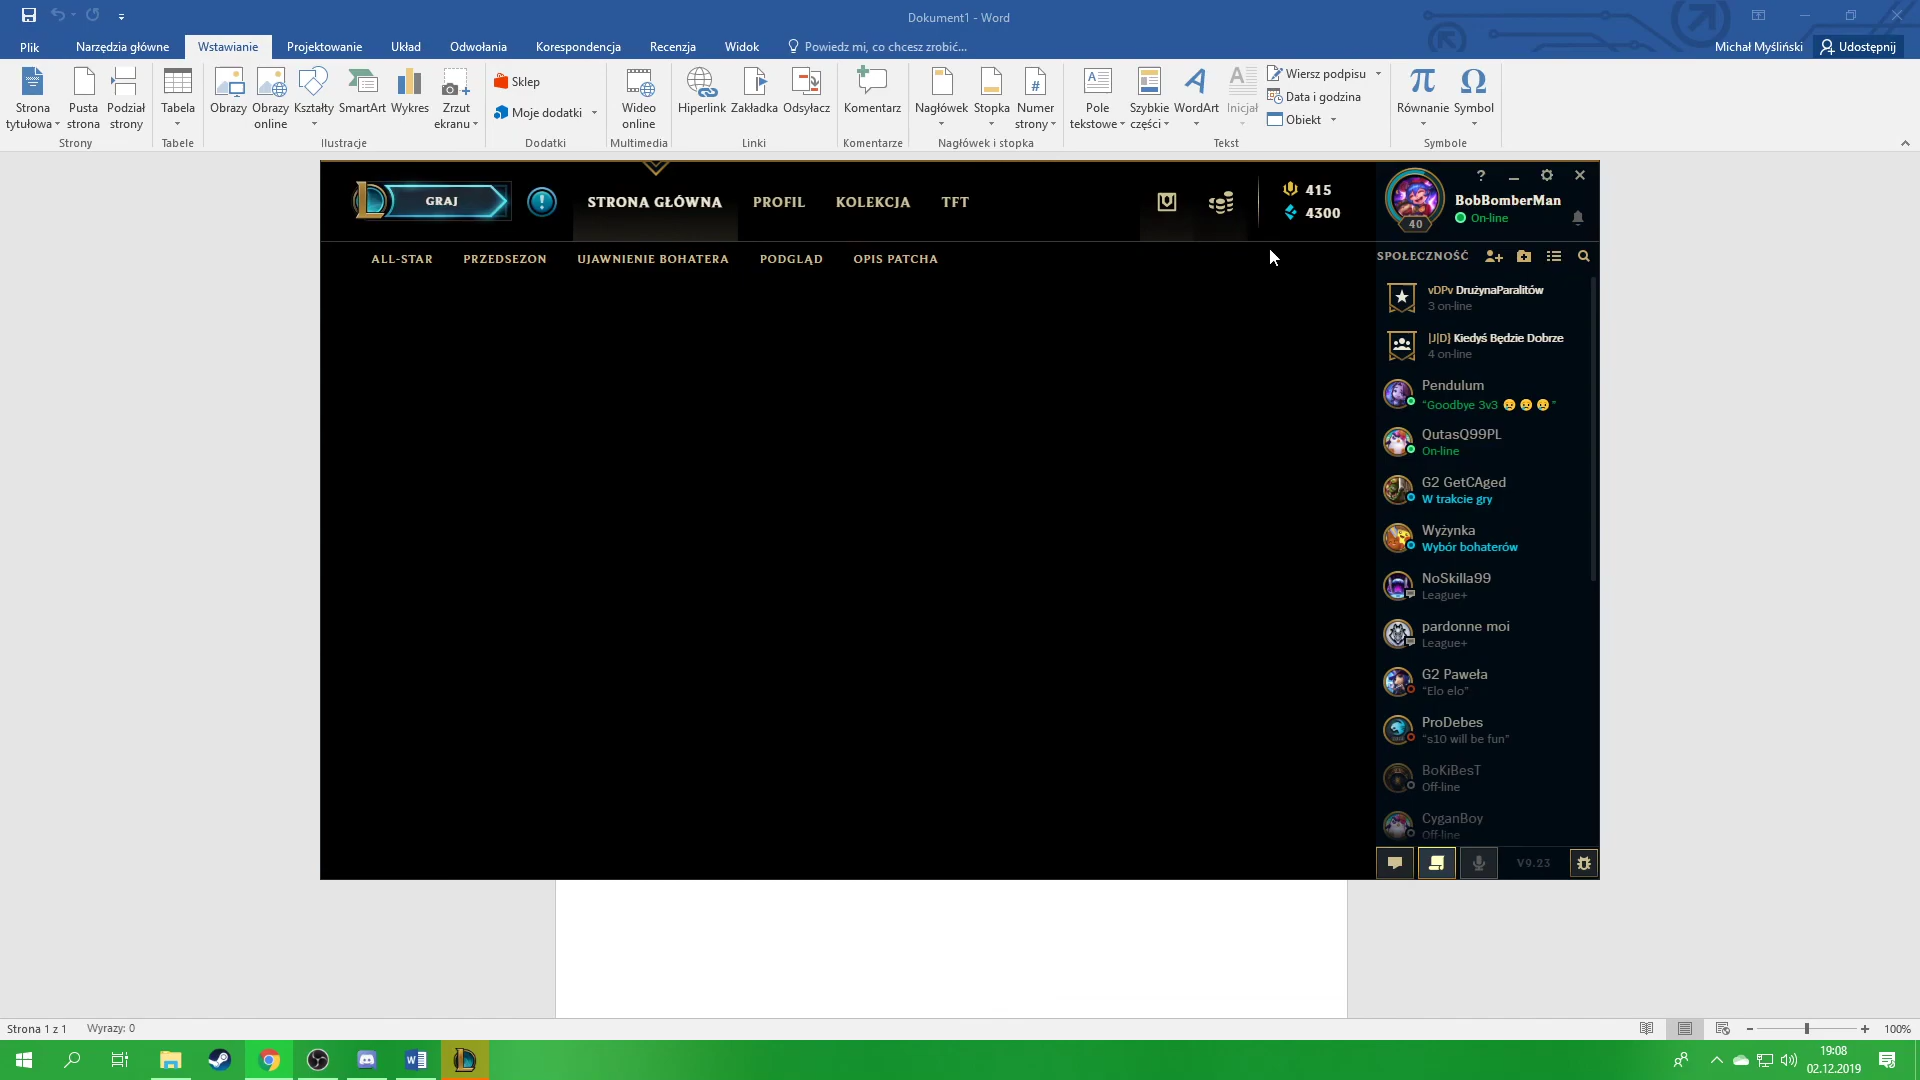 Dokument1 - Word
Plik
Narzędzia główne
Wstawianie
Projektowanie
Układ
Odwołania
Korespondencja
Recenzja
Widok
Powiedz mi, co chcesz zrobić...
Michał Myśliński
Udostępnij
Strona tytułowa
Pusta strona
Podział strony
Strony
Tabela
Tabele
Obrazy
Obrazy online
Kształty
SmartArt
Wykres
Zrzut ekranu
Ilustracje
Sklep
Moje dodatki
Dodatki
Wideo online
Multimedia
Hiperlink
Zakładka
Odsyłacz
Linki
Komentarz
Komentarze
Nagłówek
Stopka
Numer strony
Nagłówek i stopka
Pole tekstowe
Szybkie części
WordArt
Inicjał
Wiersz podpisu
Data i godzina
Obiekt
Tekst
Równanie
Symbol
Symbole
GRAJ
STRONA GŁÓWNA
PROFIL
KOLEKCJA
TFT
415
4300
ALL-STAR
PRZEDSEZON
UJAWNIENIE BOHATERA
PODGLĄD
OPIS PATCHA
40
BobBomberMan
On-line
SPOŁECZNOŚĆ
vDPv DrużynaParalitów
3 on-line
|J|D] Kiedyś Będzie Dobrze
4 on-line
Pendulum
“Goodbye 3v3 😢 😢 😢 ”
QutasQ99PL
On-line
G2 GetCAged
W trakcie gry
Wyżynka
Wybór bohaterów
NoSkilla99
League+
pardonne moi
League+
G2 Paweła
“Elo elo”
ProDebes
“s10 will be fun”
BoKiBesT
Off-line
CyganBoy
Off-line
V9.23
Strona 1 z 1
Wyrazy: 0
100%
19:08
02.12.2019